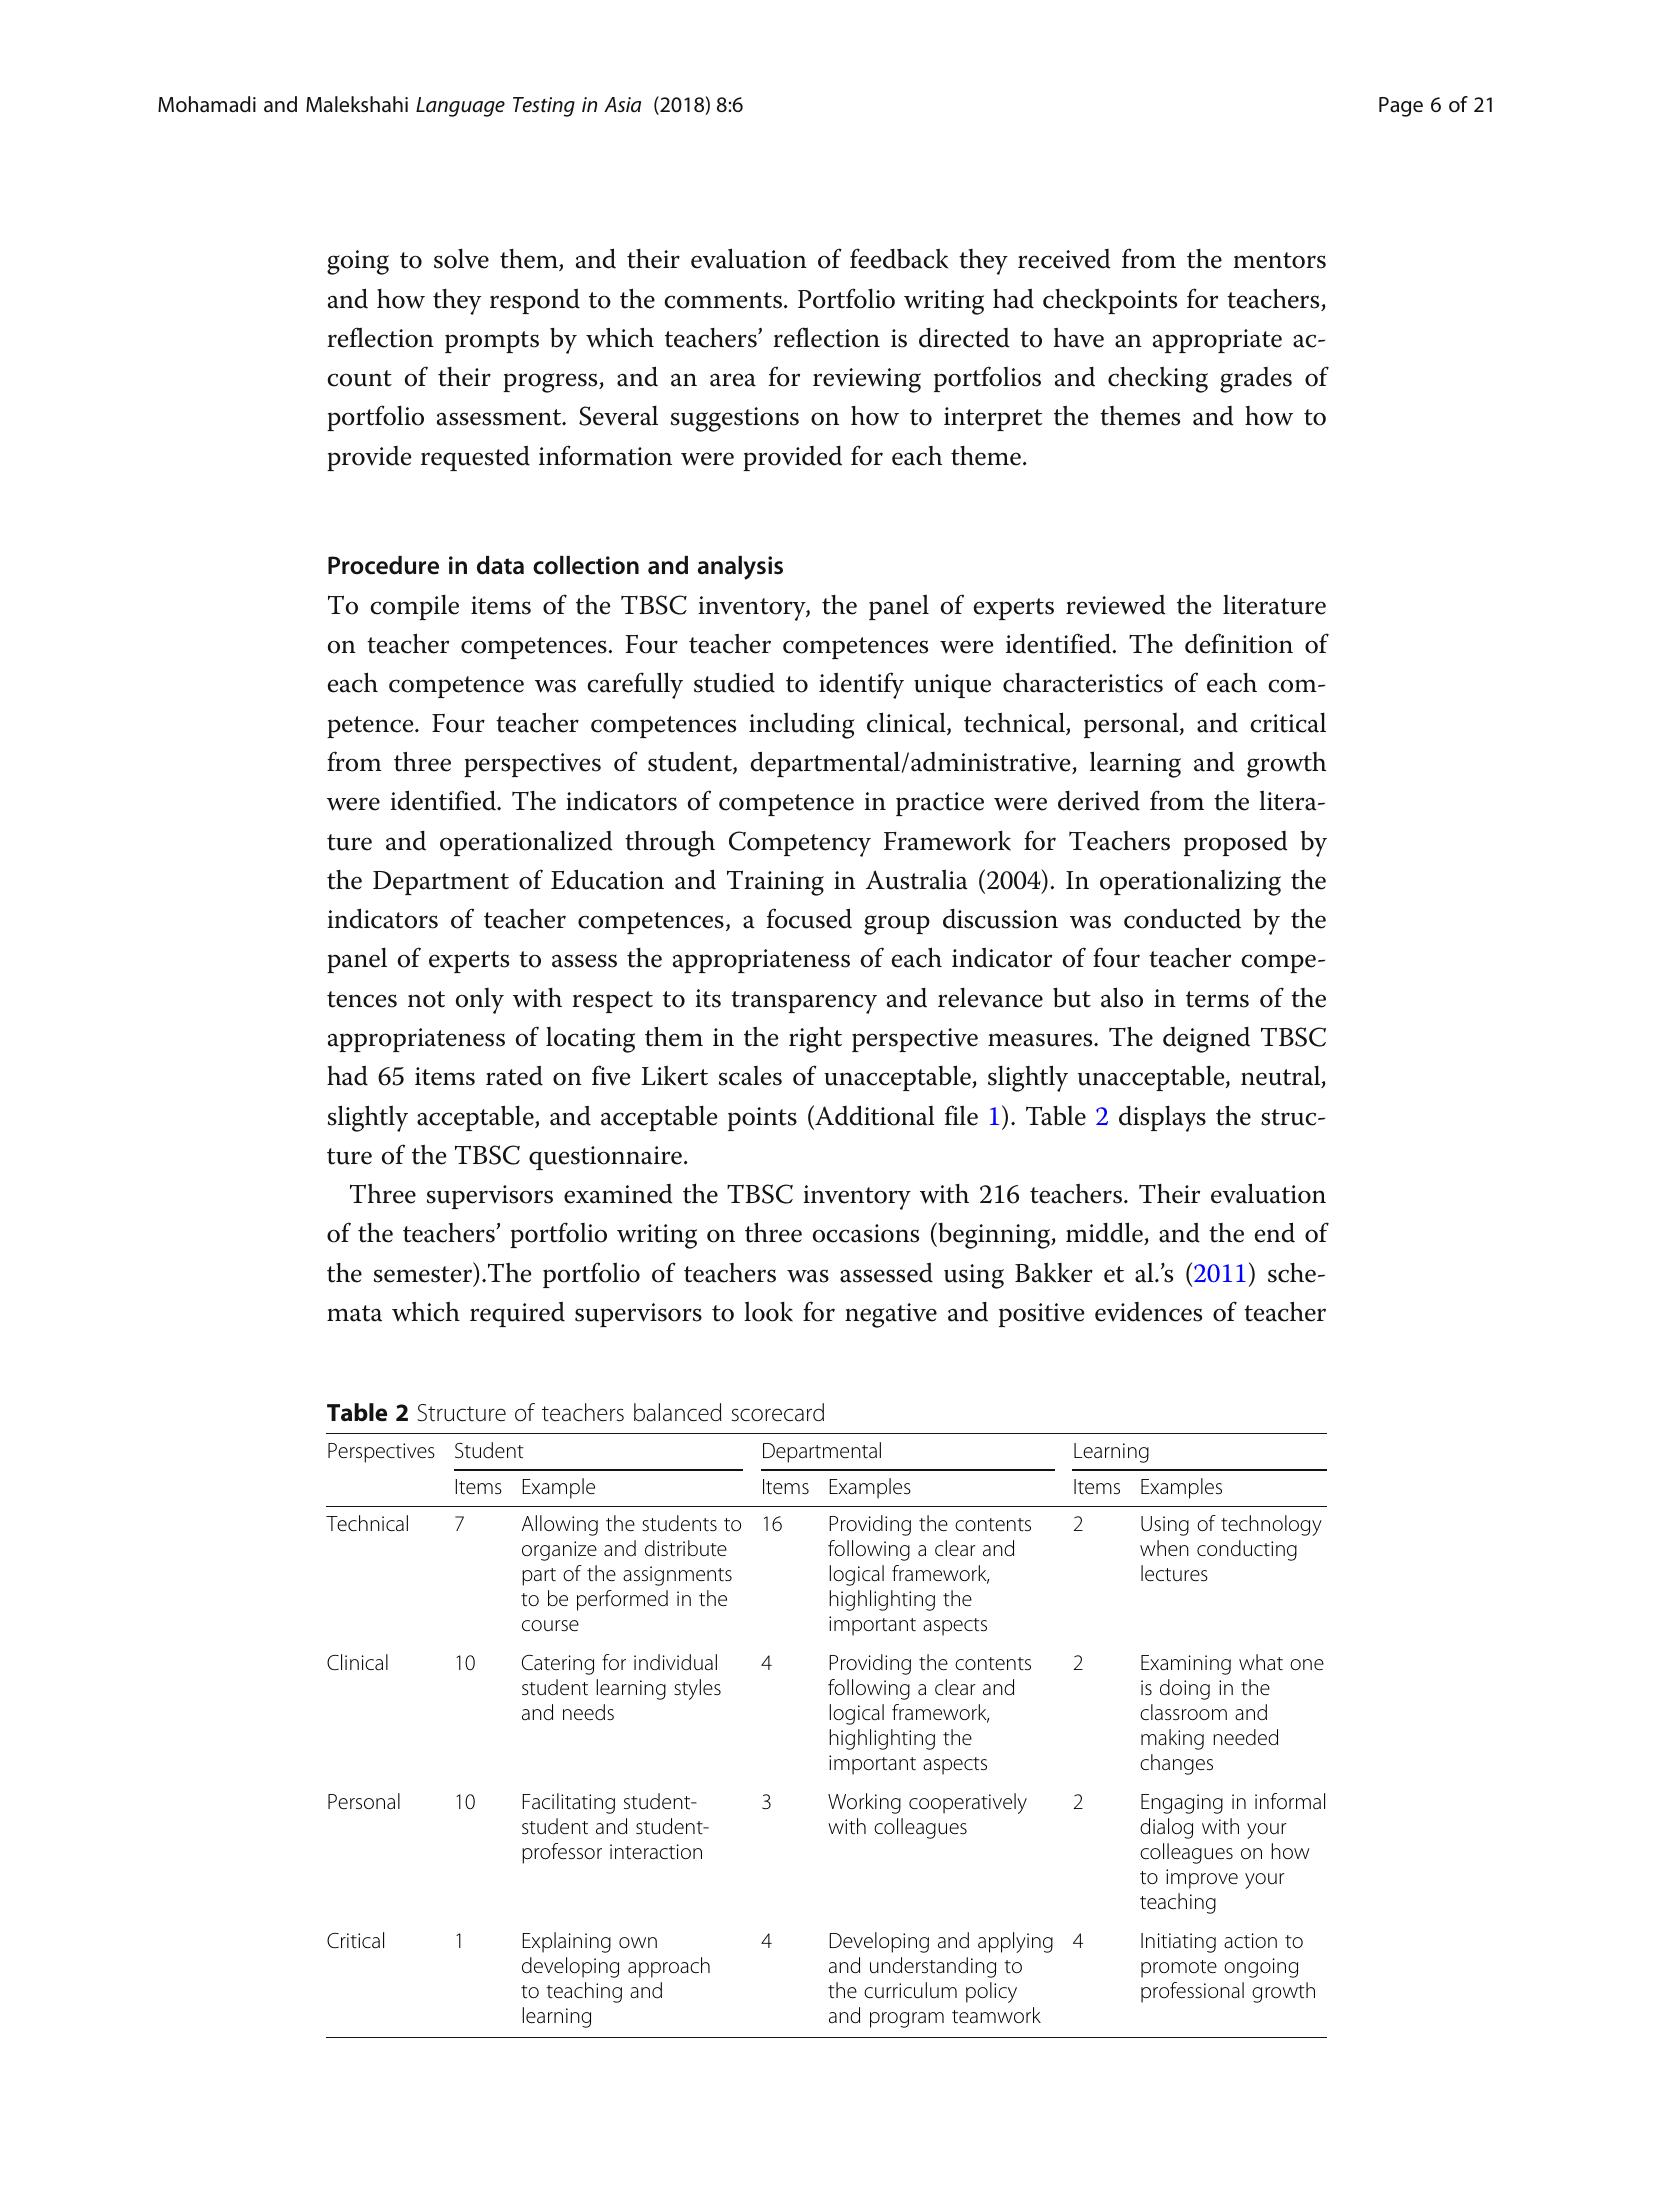 Mohamadi and Malekshahi Language Testing in Asia (2018) 8:6 Page 6 of 21
going to solve them, and their evaluation of feedback they received from the mentors
and how they respond to the comments. Portfolio writing had checkpoints for teachers,
reflection prompts by which teachers’ reflection is directed to have an appropriate ac-
count of their progress, and an area for reviewing portfolios and checking grades of
portfolio assessment. Several suggestions on how to interpret the themes and how to
provide requested information were provided for each theme.
Procedure in data collection and analysis
To compile items of the TBSC inventory, the panel of experts reviewed the literature
on teacher competences. Four teacher competences were identified. The definition of
each competence was carefully studied to identify unique characteristics of each com-
petence. Four teacher competences including clinical, technical, personal, and critical
from three perspectives of student, departmental/administrative, learning and growth
were identified. The indicators of competence in practice were derived from the litera-
ture and operationalized through Competency Framework for Teachers proposed by
the Department of Education and Training in Australia (2004). In operationalizing the
indicators of teacher competences, a focused group discussion was conducted by the
panel of experts to assess the appropriateness of each indicator of four teacher compe-
tences not only with respect to its transparency and relevance but also in terms of the
appropriateness of locating them in the right perspective measures. The deigned TBSC
had 65 items rated on five Likert scales of unacceptable, slightly unacceptable, neutral,
slightly acceptable, and acceptable points (Additional file 1). Table 2 displays the struc-
ture of the TBSC questionnaire.
Three supervisors examined the TBSC inventory with 216 teachers. Their evaluation
of the teachers’ portfolio writing on three occasions (beginning, middle, and the end of
the semester).The portfolio of teachers was assessed using Bakker et al.’s (2011) sche-
mata which required supervisors to look for negative and positive evidences of teacher
Table 2 Structure of teachers balanced scorecard
Perspectives Student Departmental Learning
Items Example Items Examples Items Examples
Technical 7 Allowing the students to 16 Providing the contents 2 Using of technology
organize and distribute following a clear and when conducting
part of the assignments logical framework, lectures
to be performed in the highlighting the
course important aspects
Clinical 10 Catering for individual 4 Providing the contents 2 Examining what one
student learning styles following a clear and is doing in the
and needs logical framework, classroom and
highlighting the making needed
important aspects changes
Personal 10 Facilitating student- 3 Working cooperatively 2 Engaging in informal
student and student- with colleagues dialog with your
professor interaction colleagues on how
to improve your
teaching
Critical 1 Explaining own 4 Developing and applying 4 Initiating action to
developing approach and understanding to promote ongoing
to teaching and the curriculum policy professional growth
learning and program teamwork